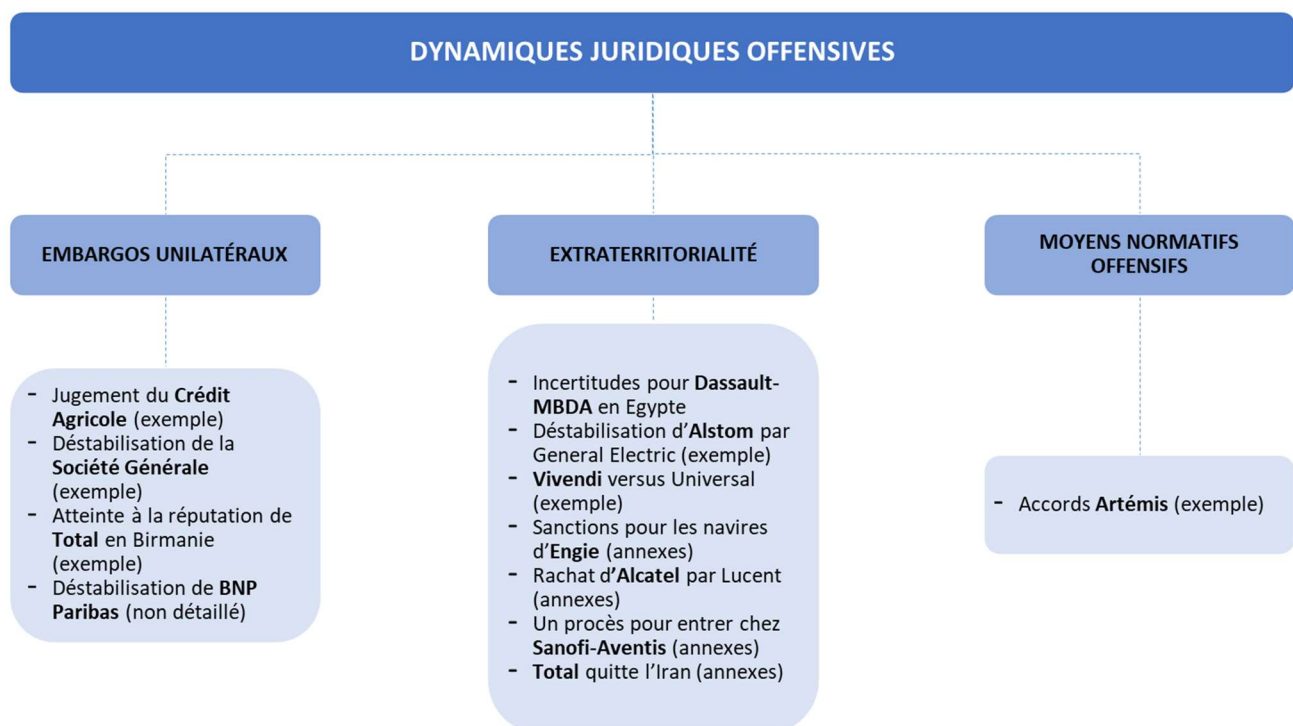 DYNAMIQUES JURIDIQUES OFFENSIVES
EMBARGOS UNILATÉRAUX
- Jugement du Crédit
Agricole (exemple)
- Déstabilisation de la
Société Générale
(exemple)
- Atteinte à la réputation de
Total en Birmanie
(exemple)
- Déstabilisation de BNP
Paribas (non détaillé)
EXTRATERRITORIALITÉ
- Incertitudes pour Dassault-
MBDA en Egypte
- Déstabilisation d'Alstom par
General Electric (exemple)
- Vivendi versus Universal
(exemple)
- Sanctions pour les navires
d'Engie (annexes)
- Rachat d'Alcatel par Lucent
(annexes)
- Un procès pour entrer chez
Sanofi-Aventis (annexes)
- Total quitte l'Iran (annexes)
MOYENS NORMATIFS
OFFENSIFS
- Accords Artémis (exemple)